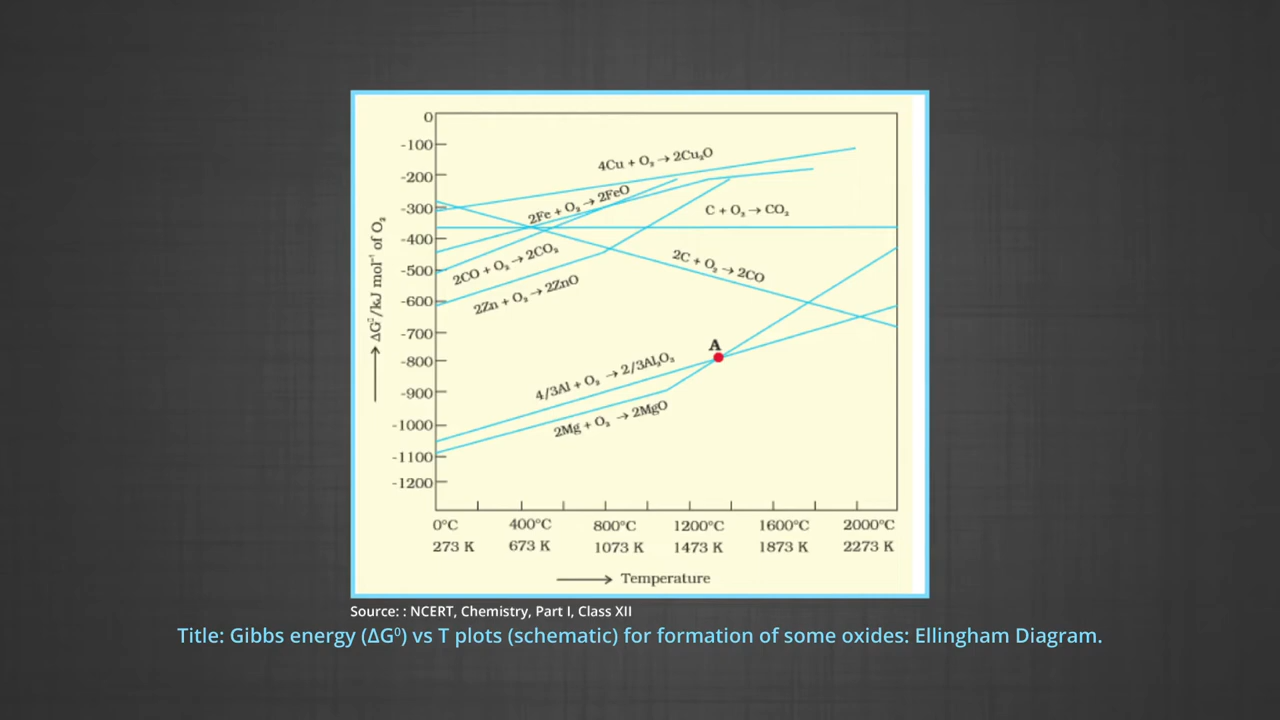 0
-100
-200
-300
-400
-500
-600
-700
-800
-900
-1000
-1100
-1200
ΔG⊖/kJ mol⁻¹ of O₂
4Cu + O₂ → 2Cu₂O
2Fe + O₂ → 2FeO
C + O₂ → CO₂
2CO + O₂ → 2CO₂
2C + O₂ → 2CO
2Zn + O₂ → 2ZnO
A
4/3Al + O₂ → 2/3Al₂O₃
2Mg + O₂ → 2MgO
0°C 400°C 800°C 1200°C 1600°C 2000°C
273 K 673 K 1073 K 1473 K 1873 K 2273 K
Temperature
Source: : NCERT, Chemistry, Part I, Class XII
Title: Gibbs energy (ΔG⁰) vs T plots (schematic) for formation of some oxides: Ellingham Diagram.